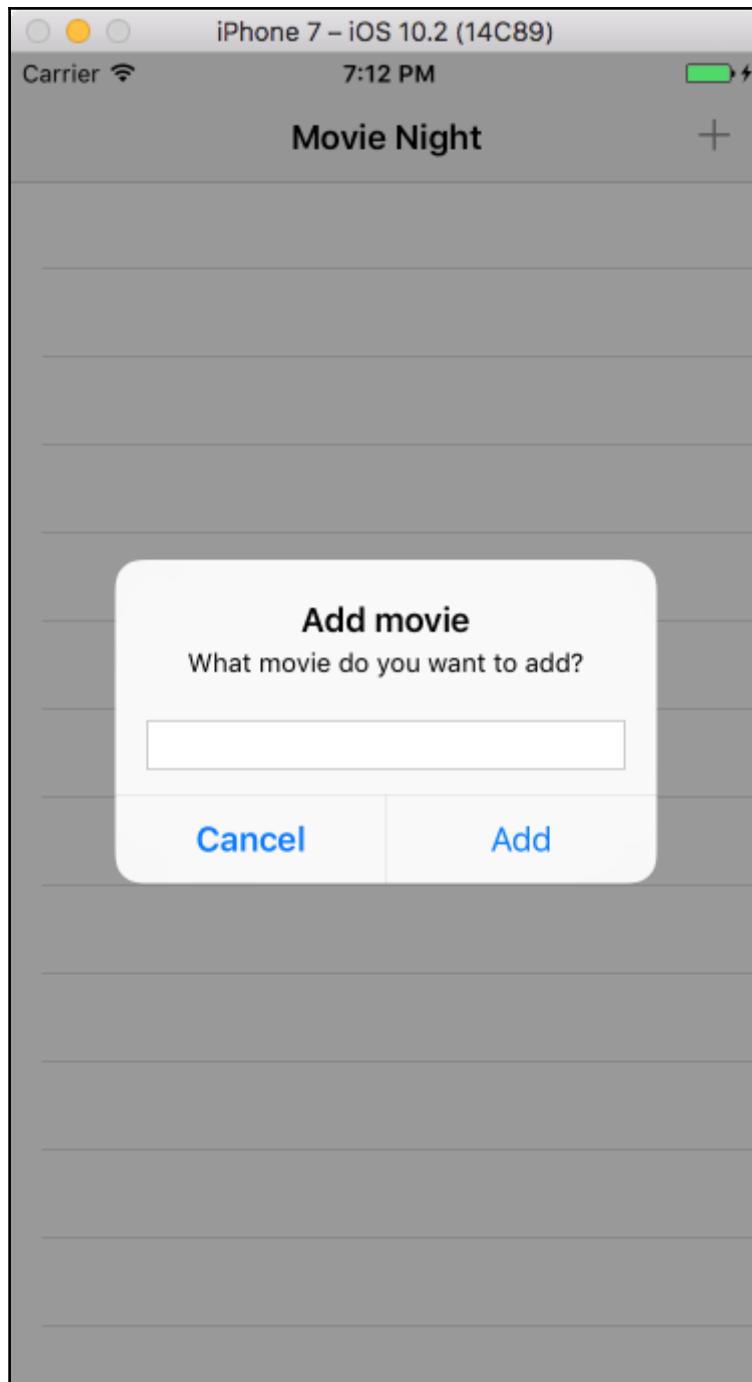 iPhone 7 – iOS 10.2 (14C89)
Carrier 7:12 PM
Movie Night +
Add movie
What movie do you want to add?
Cancel Add